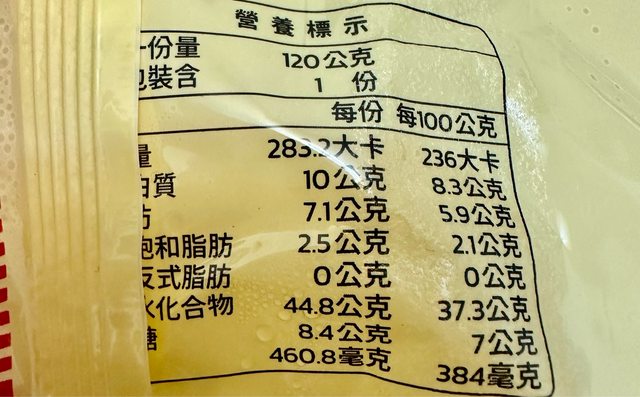 營養標示
一份量 120公克
包裝含 1 份
每份 每100公克
量 283.2大卡 236大卡
白質 10公克 8.3公克
肪 7.1公克 5.9公克
飽和脂肪 2.5公克 2.1公克
反式脂肪 0公克 0公克
水化合物 44.8公克 37.3公克
糖 8.4公克 7公克
460.8毫克 384毫克